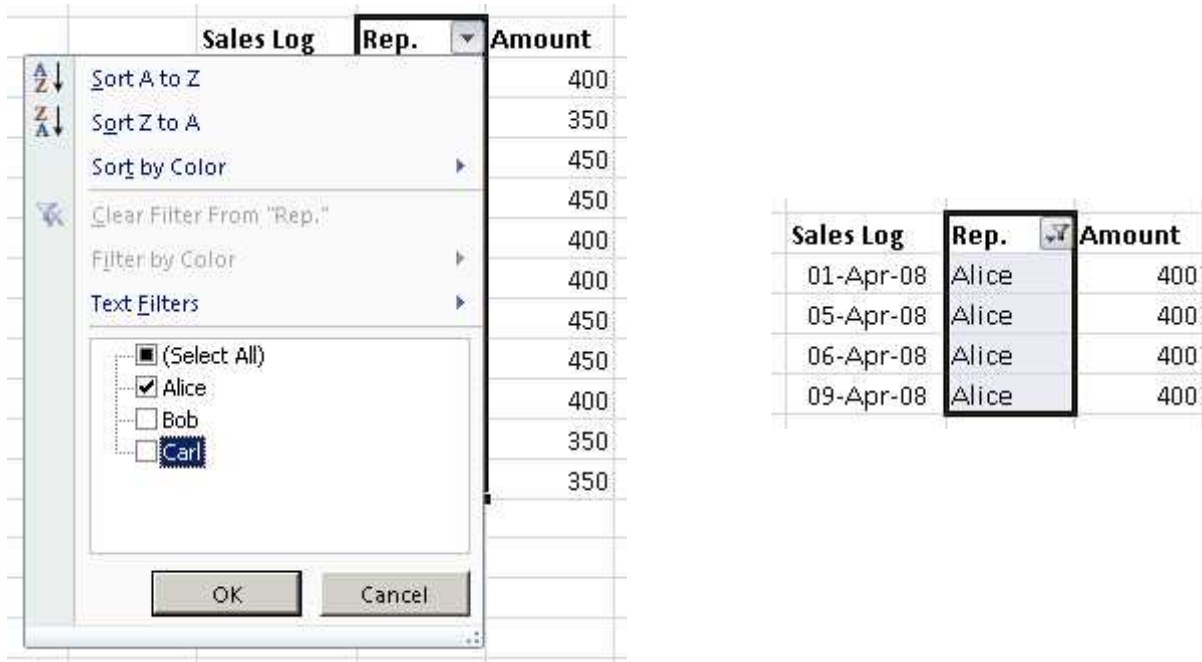 Sales Log Rep. Amount
Sort A to Z
Sort Z to A
Sort by Color
Clear Filter From "Rep."
Filter by Color
Text Filters
(Select All)
Alice
Bob
Carl
OK Cancel
400
350
450
450
400
400
450
450
400
350
350
Sales Log Rep. Amount
01-Apr-08 Alice 400
05-Apr-08 Alice 400
06-Apr-08 Alice 400
09-Apr-08 Alice 400